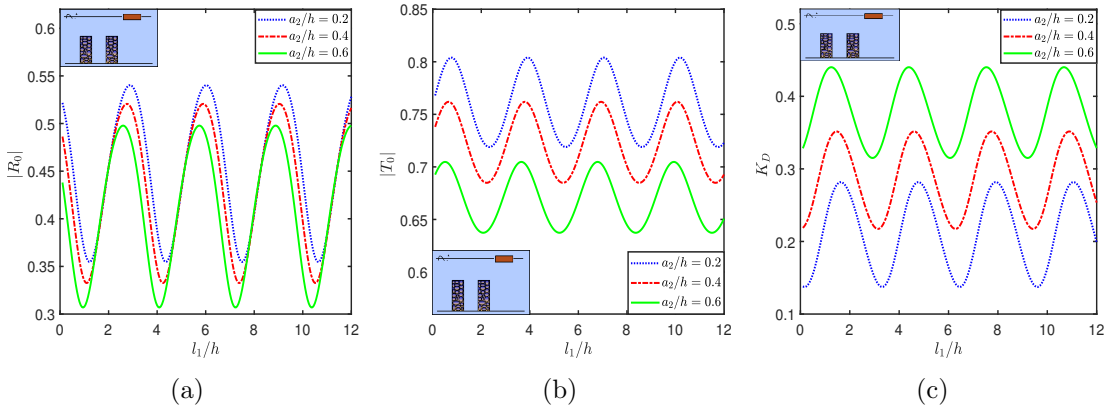 0.6
0.55
0.5
0.45
0.4
0.35
0.3
0 2 4 6 8 10 12
|R₀|
l₁/h
a₂/h = 0.2
a₂/h = 0.4
a₂/h = 0.6
(a)
0.85
0.8
0.75
0.7
0.65
0.6
0 2 4 6 8 10 12
|T₀|
l₁/h
a₂/h = 0.2
a₂/h = 0.4
a₂/h = 0.6
(b)
0.5
0.4
0.3
0.2
0.1
0 2 4 6 8 10 12
K_D
l₁/h
a₂/h = 0.2
a₂/h = 0.4
a₂/h = 0.6
(c)